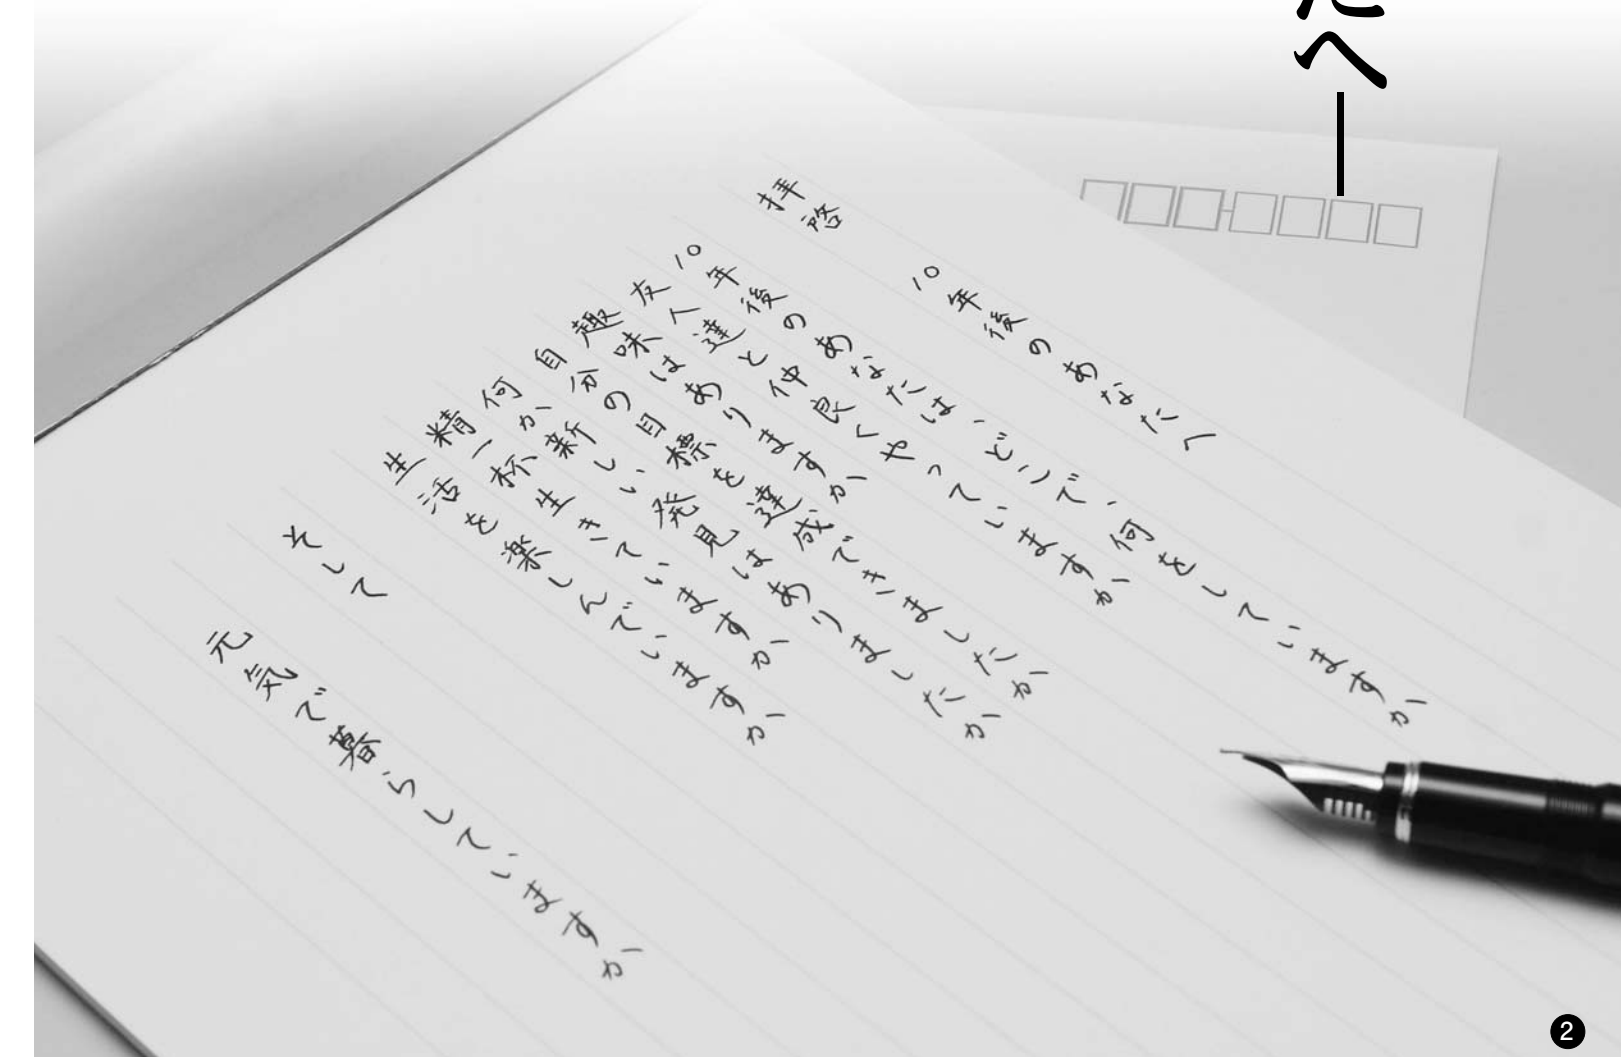 たへ―
拝啓 10年後のあなたへ
10年後のあなたは、どこで、何をしていますか
友人達と仲良くやっていますか
趣味はありますか
自分の目標を達成できましたか
何か新しい発見はありましたか
精一杯生きていますか
生活を楽しんでいますか
そして
元気で暮らしていますか
2